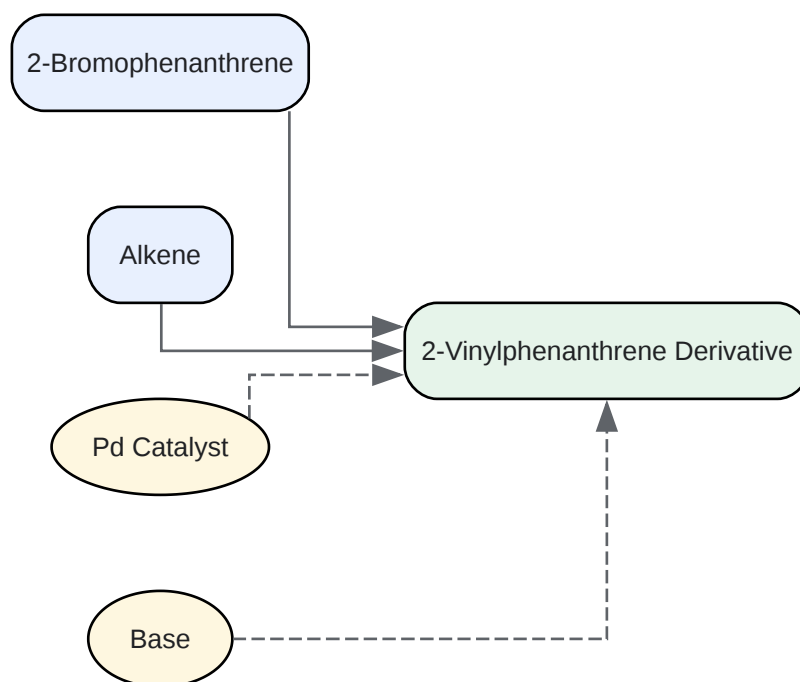 2-Bromophenanthrene
Alkene
2-Vinylphenanthrene Derivative
Pd Catalyst
Base